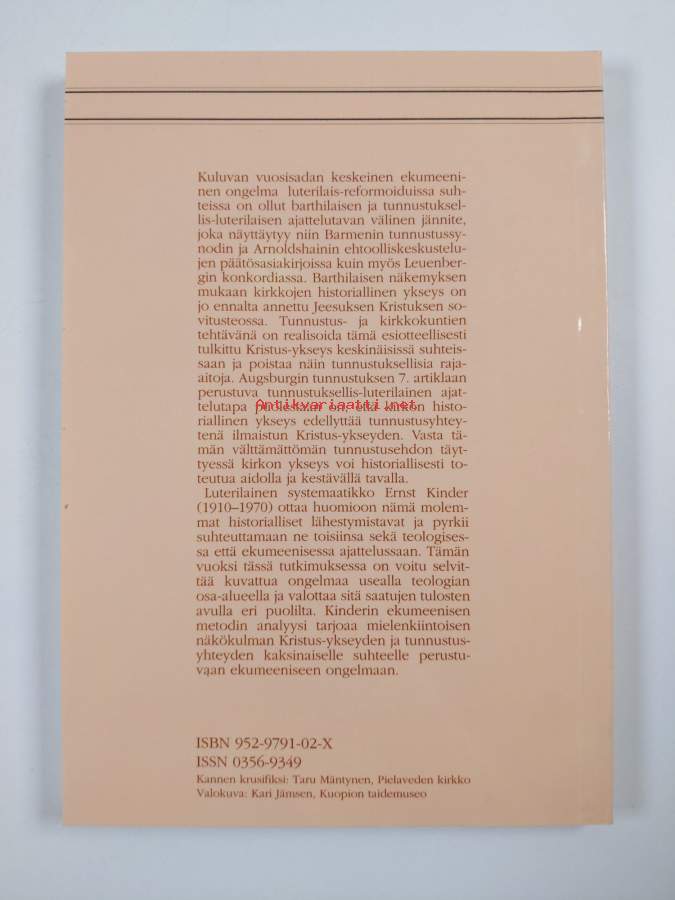 Kuluvan vuosisadan keskeinen ekumeeni-
nen ongelma luterilais-reformoiduissa suh-
teissa on ollut barthilaisen ja tunnustuksel-
lis-luterilaisen ajattelutavan välinen jännite,
joka näyttäytyy niin Barmenin tunnustussy-
nodin ja Arnoldshainin ehtoolliskeskustelu-
jen päätösasiakirjoissa kuin myös Leuenber-
gin konkordiassa. Barthilaisen näkemyksen
mukaan kirkkojen historiallinen ykseys on
jo ennalta annettu Jeesuksen Kristuksen so-
vitusteossa. Tunnustus- ja kirkkokuntien
tehtävänä on realisoida tämä esiotteellisesti
tulkittu Kristus-ykseys keskinäisissä suhteis-
saan ja poistaa näin tunnustuksellisia raja-
aitoja. Augsburgin tunnustuksen 7. artiklaan
perustuva tunnustuksellis-luterilainen ajat-
telutapa puolestaan on, että kirkon histo-
Antikvariaatti.net
riallinen ykseys edellyttää tunnustusyhtey-
tenä ilmaistun Kristus-ykseyden. Vasta tä-
män välttämättömän tunnustusehdon täyt-
tyessä kirkon ykseys voi historiallisesti to-
teutua aidolla ja kestävällä tavalla.
Luterilainen systemaatikko Ernst Kinder
(1910–1970) ottaa huomioon nämä molem-
mat historialliset lähestymistavat ja pyrkii
suhteuttamaan ne toisiinsa sekä teologises-
sa että ekumeenisessa ajattelussaan. Tämän
vuoksi tässä tutkimuksessa on voitu selvit-
tää kuvattua ongelmaa usealla teologian
osa-alueella ja valottaa sitä saatujen tulosten
avulla eri puolilta. Kinderin ekumeenisen
metodin analyysi tarjoaa mielenkiintoisen
näkökulman Kristus-ykseyden ja tunnustus-
yhteyden kaksinaiselle suhteelle perustu-
vaan ekumeeniseen ongelmaan.
ISBN 952-9791-02-X
ISSN 0356-9349
Kannen krusifiksi: Taru Mäntynen, Pielaveden kirkko
Valokuva: Kari Jämsen, Kuopion taidemuseo